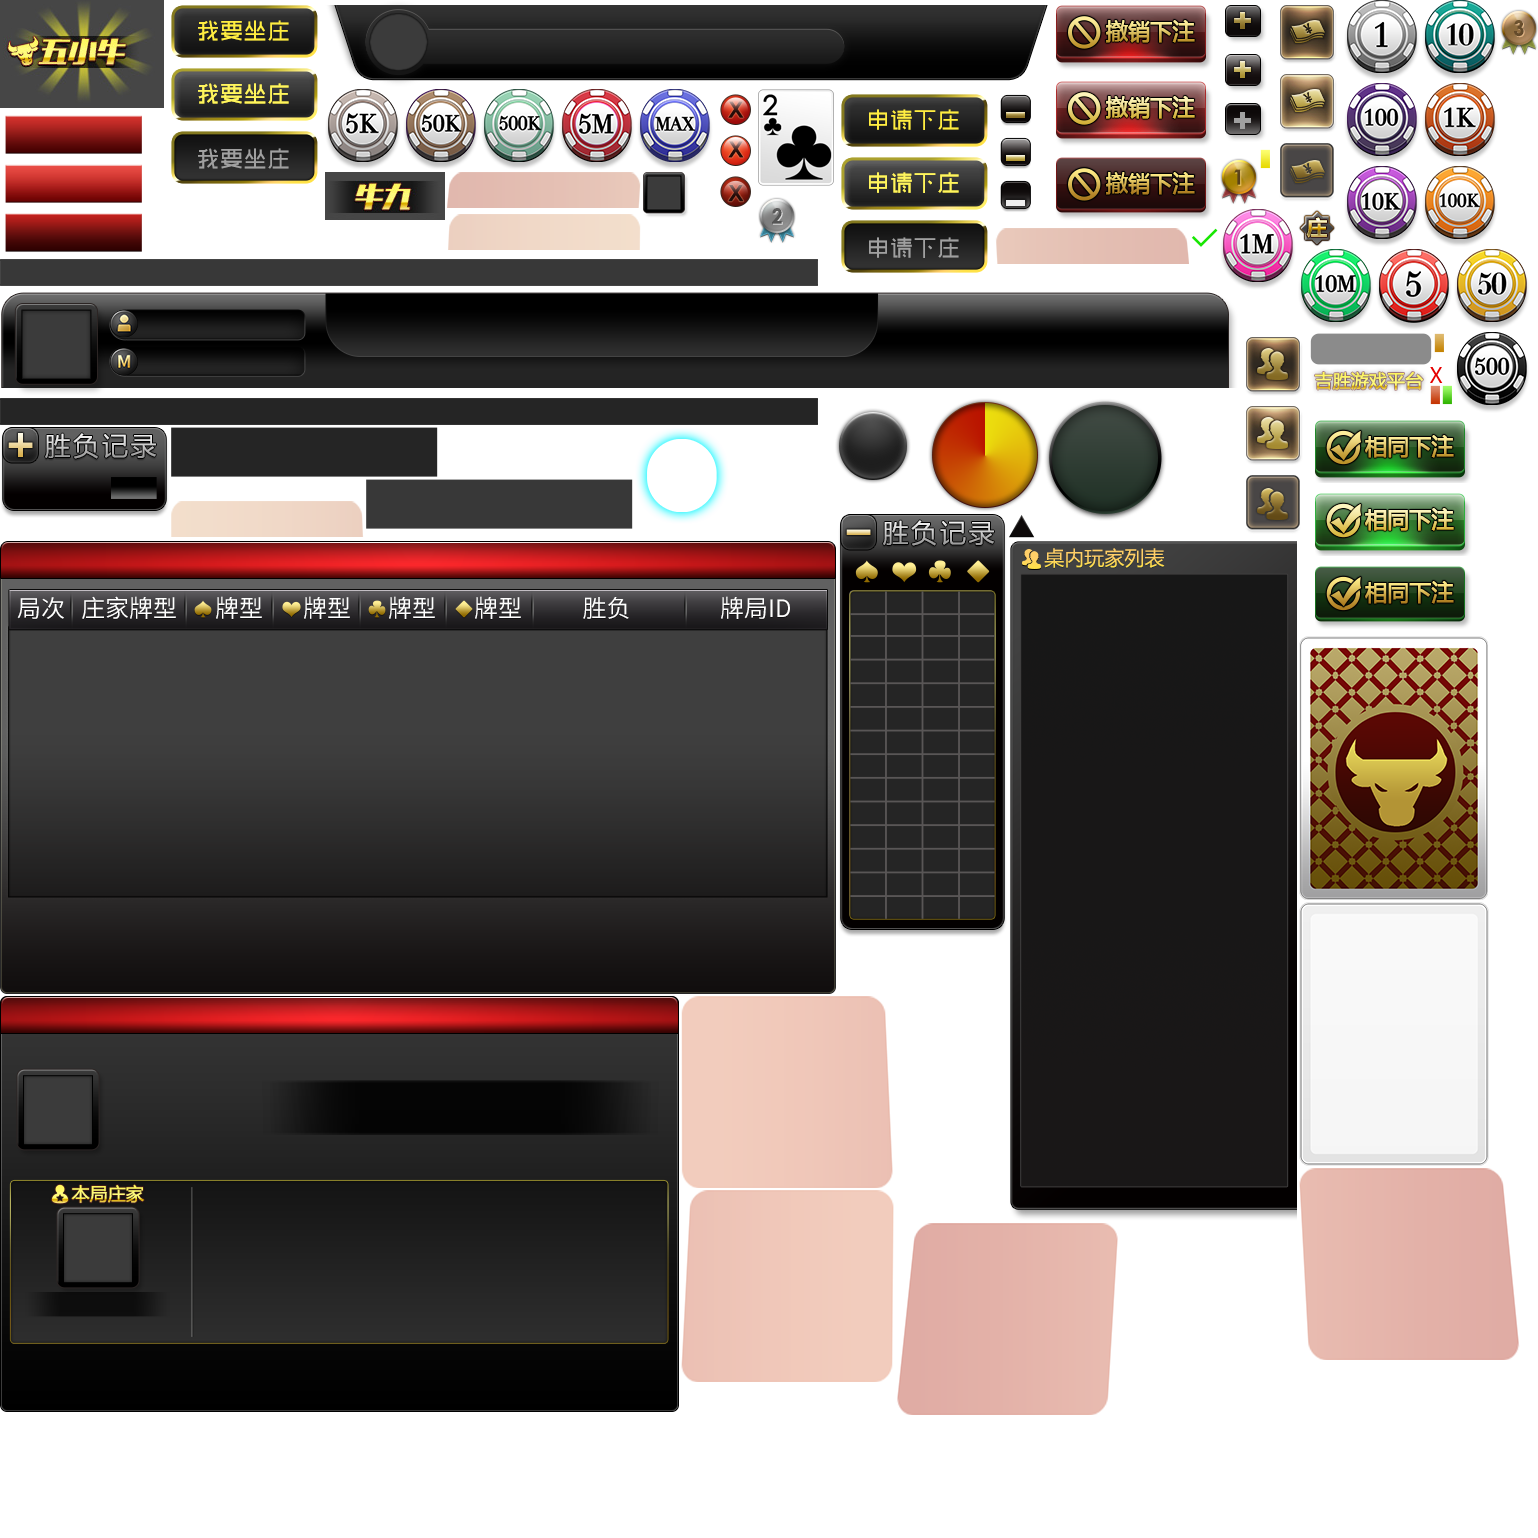 五小牛
我要坐庄
我要坐庄
我要坐庄
5K
50K
500K
5M
MAX
X
X
X
2
牛九
2
申请下庄
申请下庄
申请下庄
撤销下注
撤销下注
撤销下注
¥
¥
¥
1
10
3
100
1K
1
10K
100K
1M
庄
10M
5
50
M
吉胜游戏平台
X
500
胜负记录
相同下注
相同下注
相同下注
胜负记录
桌内玩家列表
局次 庄家牌型 ♠牌型 ♥牌型 ♣牌型 ♦牌型 胜负 牌局ID
本局庄家